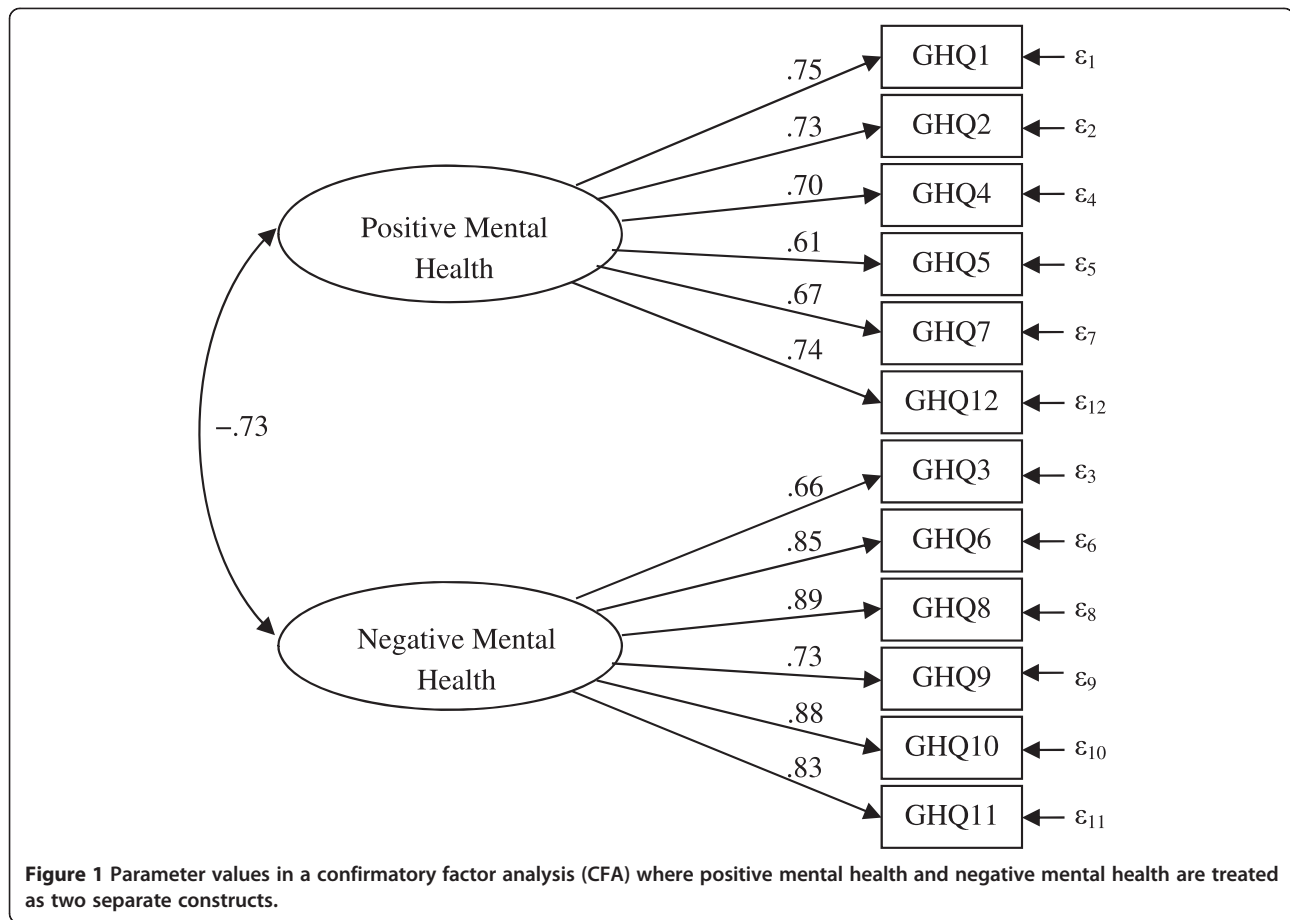 .75
GHQ1
ε1
.73
GHQ2
ε2
.70
GHQ4
ε4
Positive Mental
Health
.61
GHQ5
ε5
.67
GHQ7
ε7
.74
GHQ12
ε12
−.73
.66
GHQ3
ε3
.85
GHQ6
ε6
.89
GHQ8
ε8
Negative Mental
Health
.73
GHQ9
ε9
.88
GHQ10
ε10
.83
GHQ11
ε11
Figure 1 Parameter values in a confirmatory factor analysis (CFA) where positive mental health and negative mental health are treated
as two separate constructs.